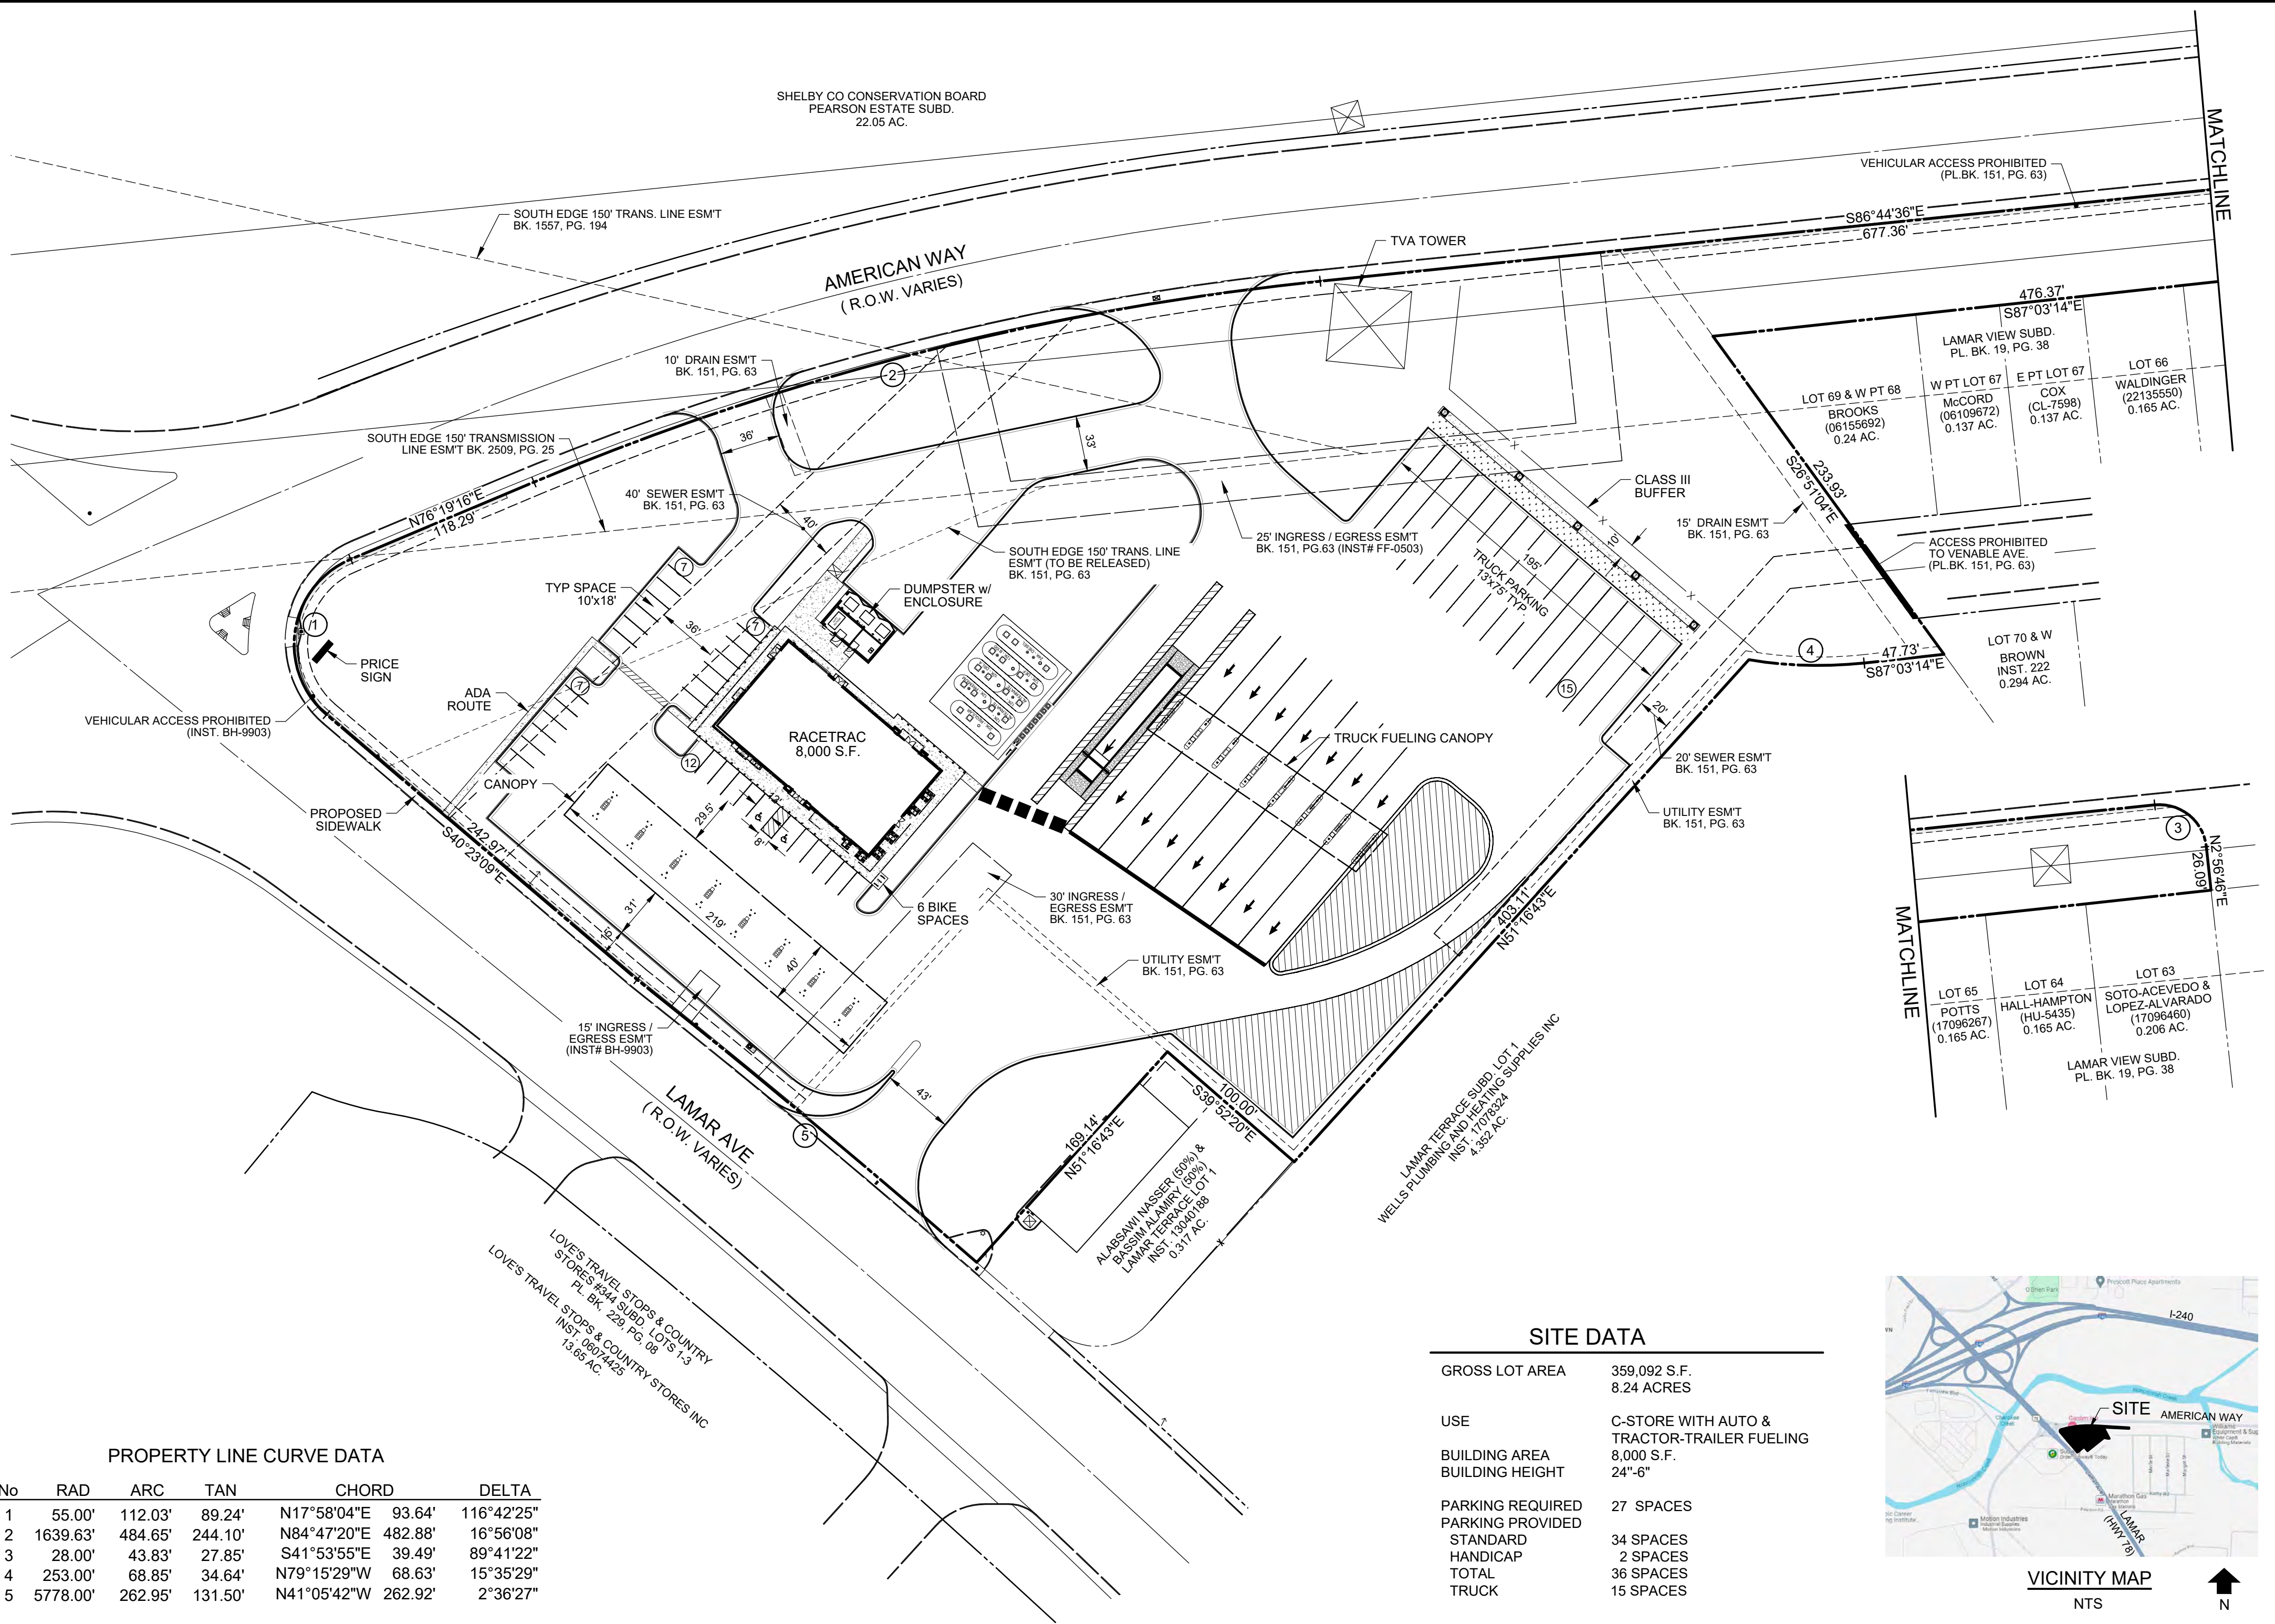 SHELBY CO CONSERVATION BOARD
PEARSON ESTATE SUBD.
22.05 AC.
MATCHLINE
VEHICULAR ACCESS PROHIBITED
(PL.BK. 151, PG. 63)
SOUTH EDGE 150' TRANS. LINE ESM'T
BK. 1557, PG. 194
AMERICAN WAY
( R.O.W. VARIES)
TVA TOWER
S86°44'36"E
677.36'
476.37'
S87°03'14"E
LAMAR VIEW SUBD.
PL. BK. 19, PG. 38
LOT 69 & W PT 68
BROOKS
(06155692)
0.24 AC.
W PT LOT 67
McCORD
(06109672)
0.137 AC.
E PT LOT 67
COX
(CL-7598)
0.137 AC.
LOT 66
WALDINGER
(22135550)
0.165 AC.
10' DRAIN ESM'T
BK. 151, PG. 63
2
36'
33'
SOUTH EDGE 150' TRANSMISSION
LINE ESM'T BK. 2509, PG. 25
N76°19'16"E
118.29'
40' SEWER ESM'T
BK. 151, PG. 63
40'
CLASS III
BUFFER
X
X
X
10'
233.93'
S26°51'04"E
15' DRAIN ESM'T
BK. 151, PG. 63
25' INGRESS / EGRESS ESM'T
BK. 151, PG.63 (INST# FF-0503)
SOUTH EDGE 150' TRANS. LINE
ESM'T (TO BE RELEASED)
BK. 151, PG. 63
ACCESS PROHIBITED
TO VENABLE AVE.
(PL.BK. 151, PG. 63)
195'
TRUCK PARKING
13'x75' TYP.
7
TYP SPACE
10'x18'
DUMPSTER w/
ENCLOSURE
1
7
36'
LOT 70 & W
BROWN
INST. 222
0.294 AC.
4
47.73'
S87°03'14"E
PRICE
SIGN
ADA
ROUTE
7
15
20'
VEHICULAR ACCESS PROHIBITED
(INST. BH-9903)
RACETRAC
8,000 S.F.
TRUCK FUELING CANOPY
12
20' SEWER ESM'T
BK. 151, PG. 63
CANOPY
PROPOSED
SIDEWALK
29.5'
13'
8'
UTILITY ESM'T
BK. 151, PG. 63
242.97'
S40°23'09"E
3
N2°56'46"E
26.09'
31'
15'
219'
40'
6 BIKE
SPACES
30' INGRESS /
EGRESS ESM'T
BK. 151, PG. 63
403.11'
N51°16'43"E
UTILITY ESM'T
BK. 151, PG. 63
MATCHLINE
LOT 65
POTTS
(17096267)
0.165 AC.
LOT 64
HALL-HAMPTON
(HU-5435)
0.165 AC.
LOT 63
SOTO-ACEVEDO &
LOPEZ-ALVARADO
(17096460)
0.206 AC.
LAMAR VIEW SUBD.
PL. BK. 19, PG. 38
15' INGRESS /
EGRESS ESM'T
(INST# BH-9903)
LAMAR AVE
( R.O.W. VARIES)
5
43'
169.14'
N51°16'43"E
100.00'
S39°52'20"E
LAMAR TERRACE SUBD. LOT 1
WELLS PLUMBING AND HEATING SUPPLIES INC
INST. 17078324
4.352 AC.
ALABSAWI NASSER (50%) &
BASSIM ALAMIRY (50%)
LAMAR TERRACE LOT 1
INST. 13040188
0.317 AC.
LOVE'S TRAVEL STOPS & COUNTRY
STORES #344 SUBD. LOTS 1-3
PL. BK. 229, PG, 08
LOVE'S TRAVEL STOPS & COUNTRY STORES INC
INST. 06074425
13.65 AC.
PROPERTY LINE CURVE DATA
No RAD ARC TAN CHORD DELTA
1 55.00' 112.03' 89.24' N17°58'04"E 93.64' 116°42'25"
2 1639.63' 484.65' 244.10' N84°47'20"E 482.88' 16°56'08"
3 28.00' 43.83' 27.85' S41°53'55"E 39.49' 89°41'22"
4 253.00' 68.85' 34.64' N79°15'29"W 68.63' 15°35'29"
5 5778.00' 262.95' 131.50' N41°05'42"W 262.92' 2°36'27"
SITE DATA
GROSS LOT AREA 359,092 S.F.
8.24 ACRES
USE C-STORE WITH AUTO &
TRACTOR-TRAILER FUELING
BUILDING AREA 8,000 S.F.
BUILDING HEIGHT 24"-6"
PARKING REQUIRED 27 SPACES
PARKING PROVIDED
STANDARD 34 SPACES
HANDICAP 2 SPACES
TOTAL 36 SPACES
TRUCK 15 SPACES
Prescott Place Apartments
O'Brien Park
I-240
SITE
AMERICAN WAY
Marathon Gas
Motion Industries
LAMAR
(HWY 78)
VICINITY MAP
NTS
N